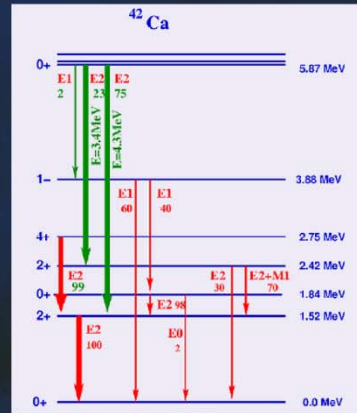 42Ca
0+ 5.87 MeV
E1 E2 E2
2 23 75
E=3.4MeV
E=4.3MeV
1- 3.88 MeV
E1 E1
60 40
4+ 2.75 MeV
2+ 2.42 MeV
E2 E2 E2+M1
99 30 70
0+ 1.84 MeV
E2 98
2+ 1.52 MeV
E2 E0
100 2
0+ 0.0 MeV